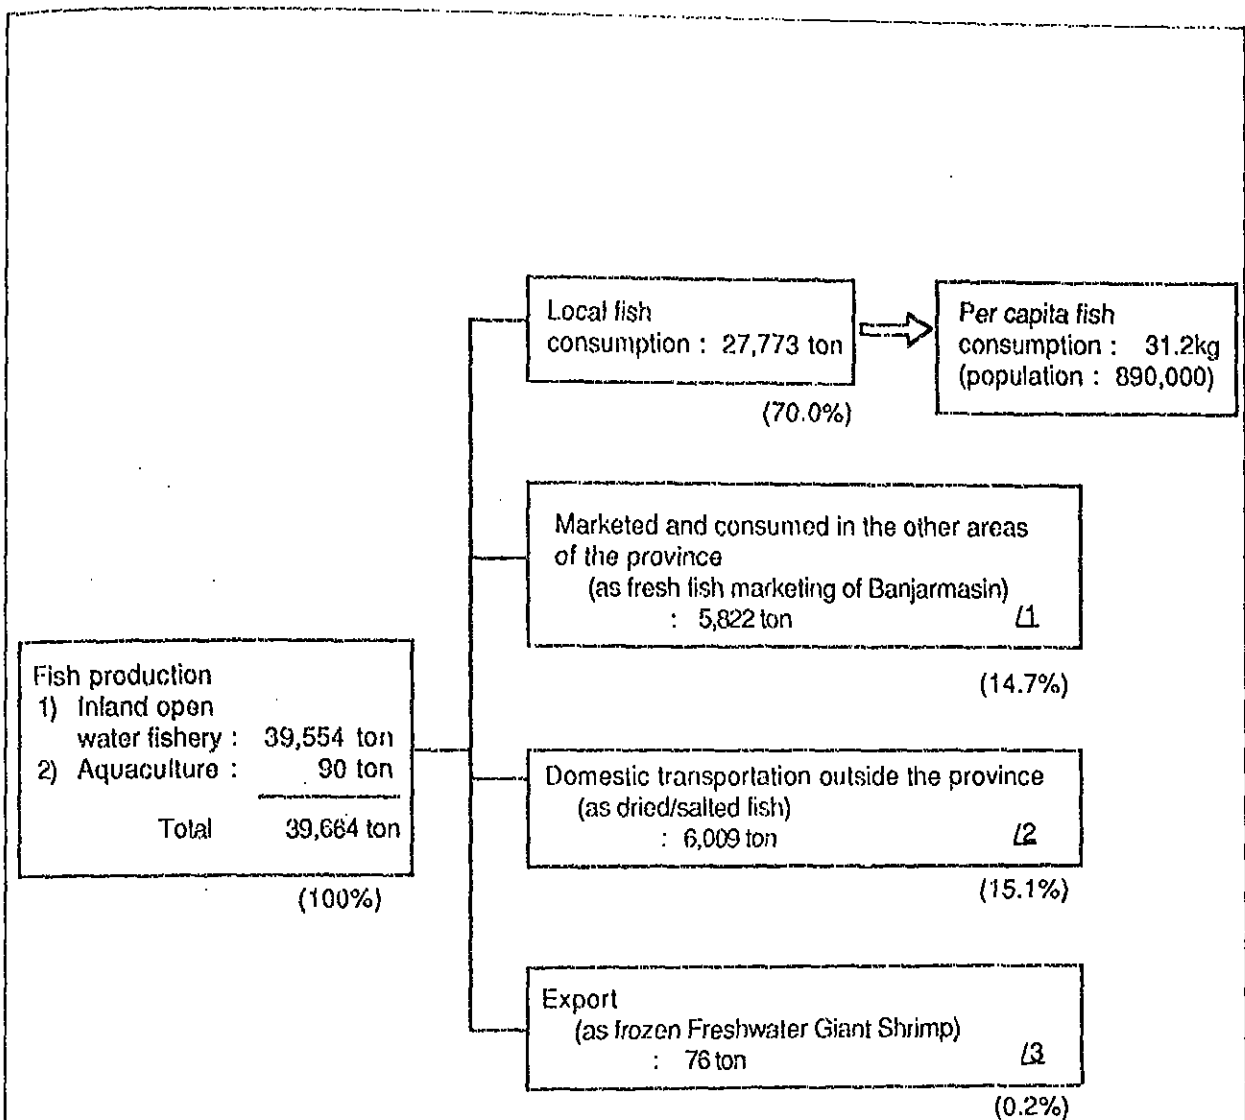 Local fish
consumption : 27,773 ton
(70.0%)
Per capita fish
consumption : 31.2kg
(population : 890,000)
Marketed and consumed in the other areas
of the province
(as fresh fish marketing of Banjarmasin)
: 5,822 ton /1
(14.7%)
Fish production
1) Inland open
water fishery : 39,554 ton
2) Aquaculture : 90 ton
Total 39,664 ton
(100%)
Domestic transportation outside the province
(as dried/salted fish)
: 6,009 ton /2
(15.1%)
Export
(as frozen Freshwater Giant Shrimp)
: 76 ton /3
(0.2%)